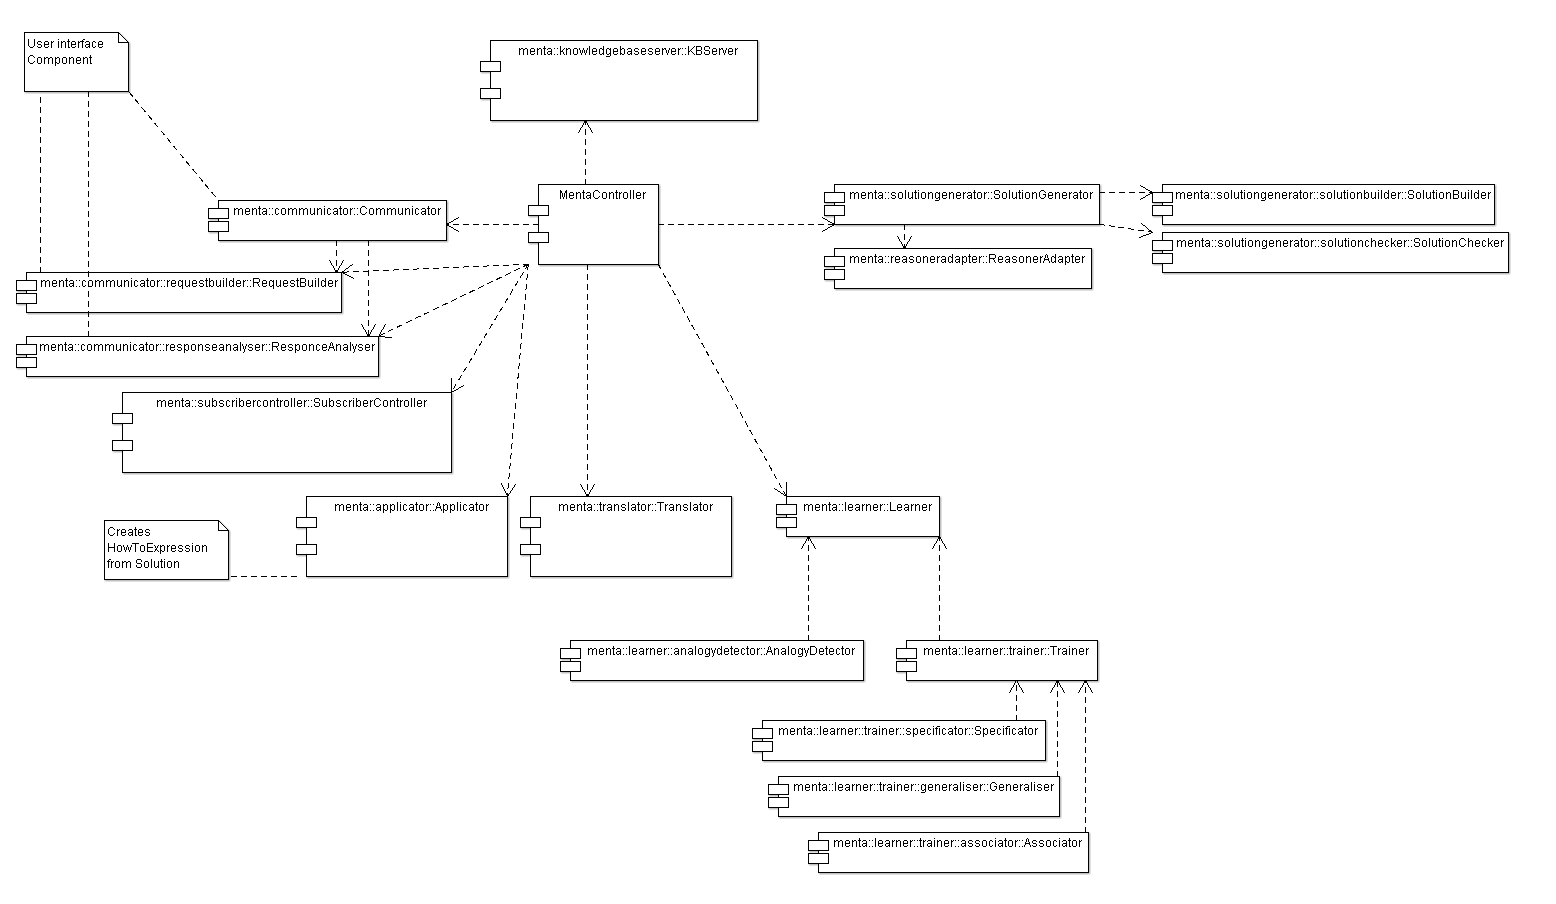 User interface
Component
menta::knowledgebaseserver::KBServer
MentaController
menta::solutiongenerator::SolutionGenerator
menta::solutiongenerator::solutionbuilder::SolutionBuilder
menta::communicator::Communicator
menta::solutiongenerator::solutionchecker::SolutionChecker
menta::reasoneradapter::ReasonerAdapter
menta::communicator::requestbuilder::RequestBuilder
menta::communicator::responseanalyser::ResponceAnalyser
menta::subscribercontroller::SubscriberController
menta::applicator::Applicator
menta::translator::Translator
menta::learner::Learner
Creates
HowToExpression
from Solution
menta::learner::analogydetector::AnalogyDetector
menta::learner::trainer::Trainer
menta::learner::trainer::specificator::Specificator
menta::learner::trainer::generaliser::Generaliser
menta::learner::trainer::associator::Associator